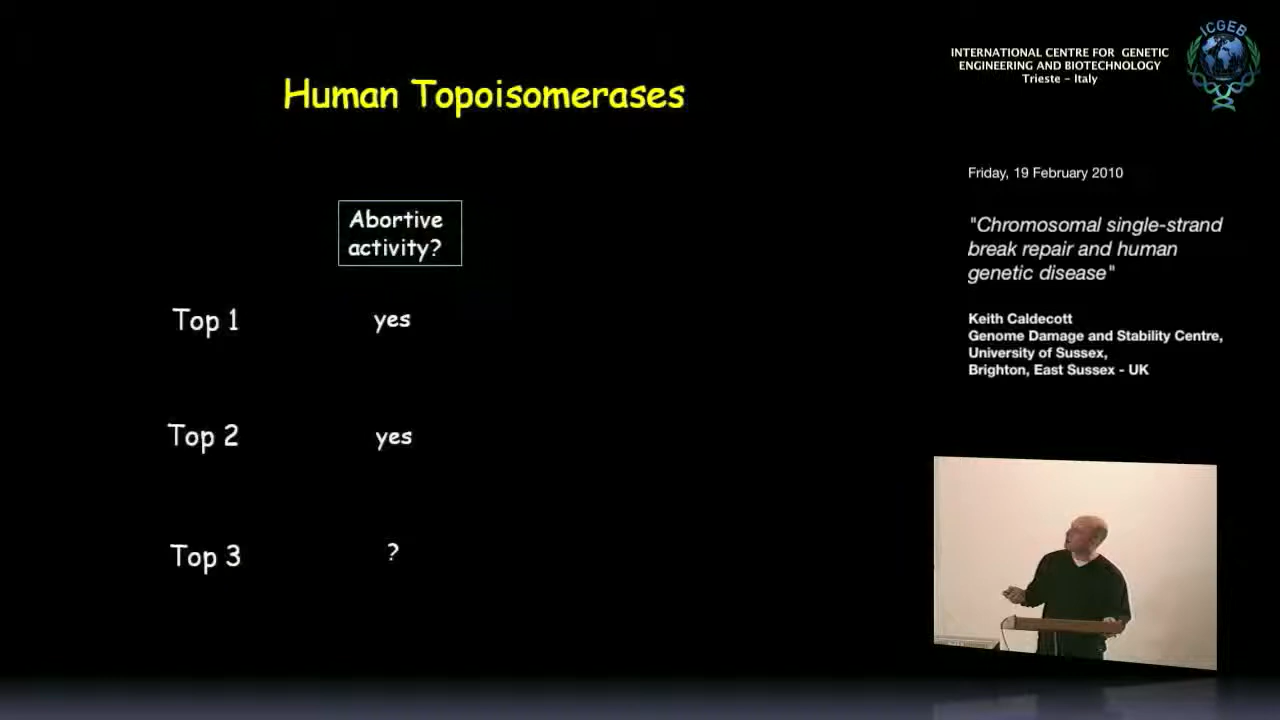 Human Topoisomerases
Abortive
activity?
Top 1 yes
Top 2 yes
Top 3 ?
INTERNATIONAL CENTRE FOR GENETIC
ENGINEERING AND BIOTECHNOLOGY
Trieste - Italy
ICGEB
Friday, 19 February 2010
"Chromosomal single-strand
break repair and human
genetic disease"
Keith Caldecott
Genome Damage and Stability Centre,
University of Sussex,
Brighton, East Sussex - UK